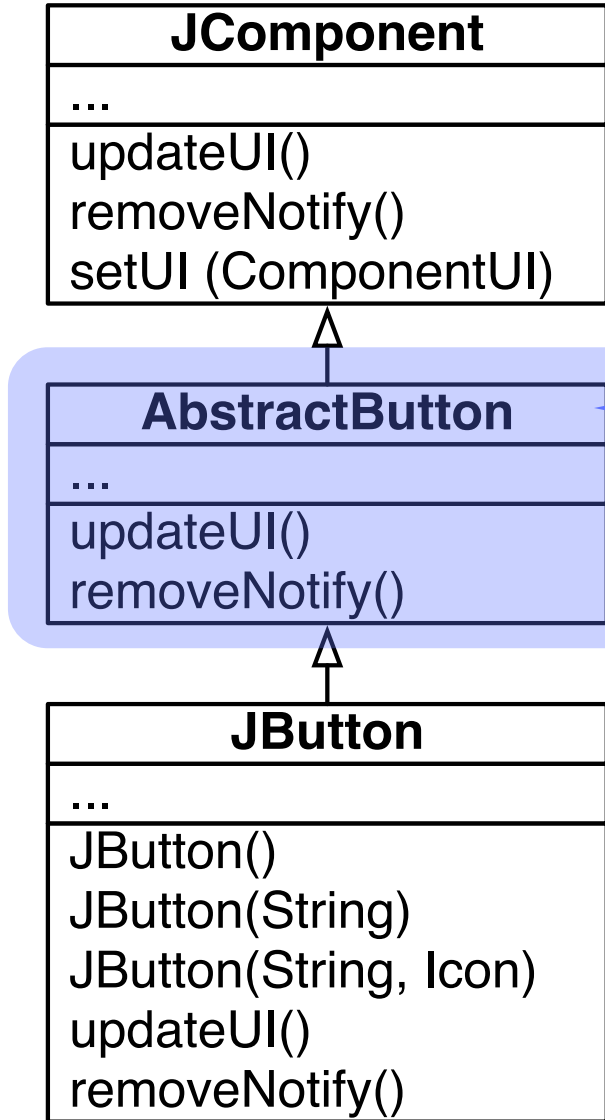 JComponent
...
updateUI()
removeNotify()
setUI (ComponentUI)
AbstractButton
...
updateUI()
removeNotify()
JButton
...
JButton()
JButton(String)
JButton(String, Icon)
updateUI()
removeNotify()